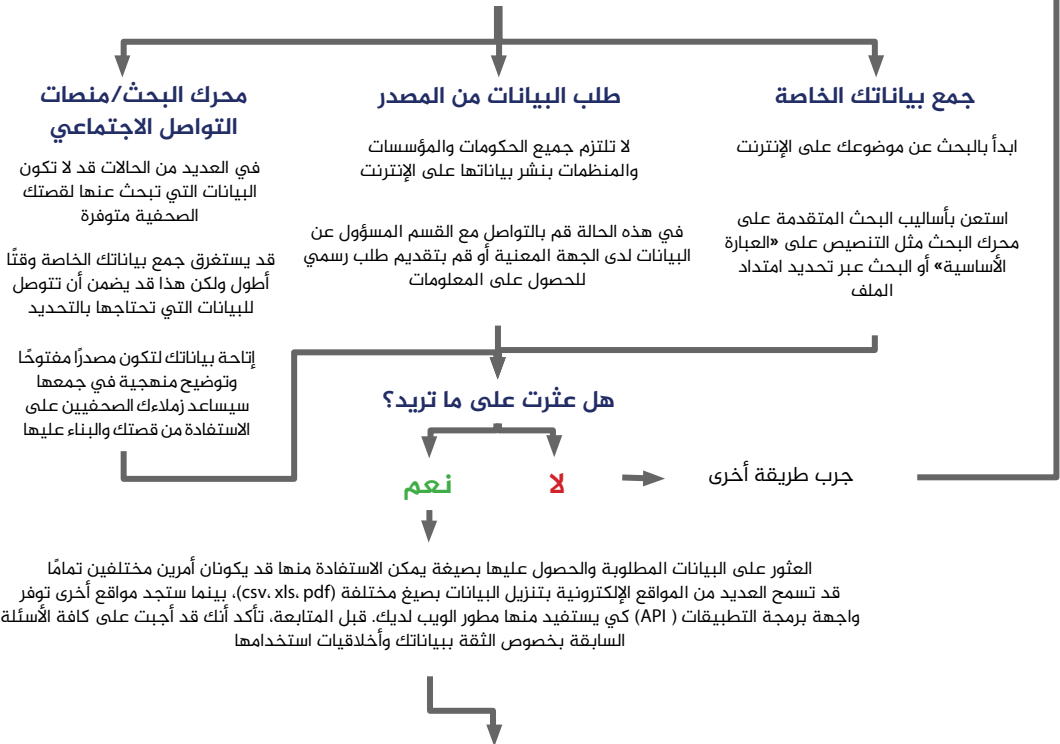 جمع بياناتك الخاصة
ابدأ بالبحث عن موضوعك على الإنترنت
استعن بأساليب البحث المتقدمة على
محرك البحث مثل التنصيص على «العبارة
الأساسية» أو البحث عبر تحديد امتداد
الملف
طلب البيانات من المصدر
لا تلتزم جميع الحكومات والمؤسسات
والمنظمات بنشر بياناتها على الإنترنت
في هذه الحالة قم بالتواصل مع القسم المسؤول عن
البيانات لدى الجهة المعنية أو قم بتقديم طلب رسمي
للحصول على المعلومات
محرك البحث/منصات
التواصل الاجتماعي
في العديد من الحالات قد لا تكون
البيانات التي تبحث عنها لقصتك
الصحفية متوفرة
قد يستغرق جمع بياناتك الخاصة وقتًا
أطول ولكن هذا قد يضمن أن تتوصل
للبيانات التي تحتاجها بالتحديد
إتاحة بياناتك لتكون مصدرًا مفتوحًا
وتوضيح منهجية في جمعها
سيساعد زملاءك الصحفيين على
الاستفادة من قصتك والبناء عليها
هل عثرت على ما تريد؟
جرب طريقة أخرى
لا
نعم
العثور على البيانات المطلوبة والحصول عليها بصيغة يمكن الاستفادة منها قد يكونان أمرين مختلفين تمامًا
قد تسمح العديد من المواقع الإلكترونية بتنزيل البيانات بصيغ مختلفة (csv، xls، pdf)، بينما ستجد مواقع أخرى توفر
واجهة برمجة التطبيقات ( API) كي يستفيد منها مطور الويب لديك. قبل المتابعة، تأكد أنك قد أجبت على كافة الأسئلة
السابقة بخصوص الثقة ببياناتك وأخلاقيات استخدامها